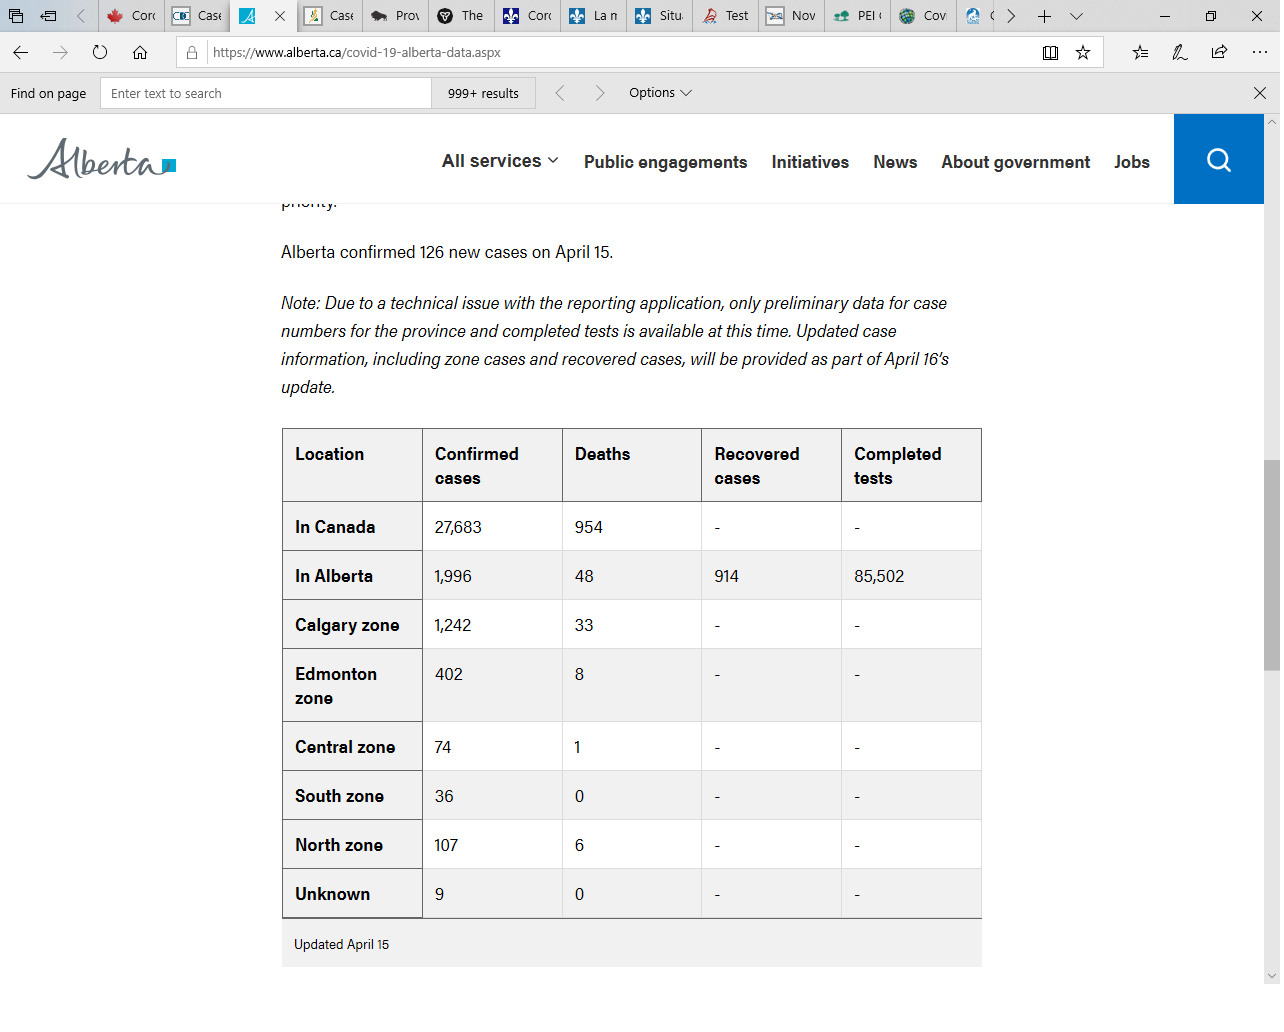 Corc
Case
Case
Prov
The
Corc
La m
Situ
Test
Nov
PEI
Covi
https://www.alberta.ca/covid-19-alberta-data.aspx
Find on page
Enter text to search
999+ results
Options
Alberta
All services
Public engagements
Initiatives
News
About government
Jobs
priority.
Alberta confirmed 126 new cases on April 15.
Note: Due to a technical issue with the reporting application, only preliminary data for case
numbers for the province and completed tests is available at this time. Updated case
information, including zone cases and recovered cases, will be provided as part of April 16's
update.
Location Confirmed cases Deaths Recovered cases Completed tests
In Canada 27,683 954 - -
In Alberta 1,996 48 914 85,502
Calgary zone 1,242 33 - -
Edmonton zone 402 8 - -
Central zone 74 1 - -
South zone 36 0 - -
North zone 107 6 - -
Unknown 9 0 - -
Updated April 15